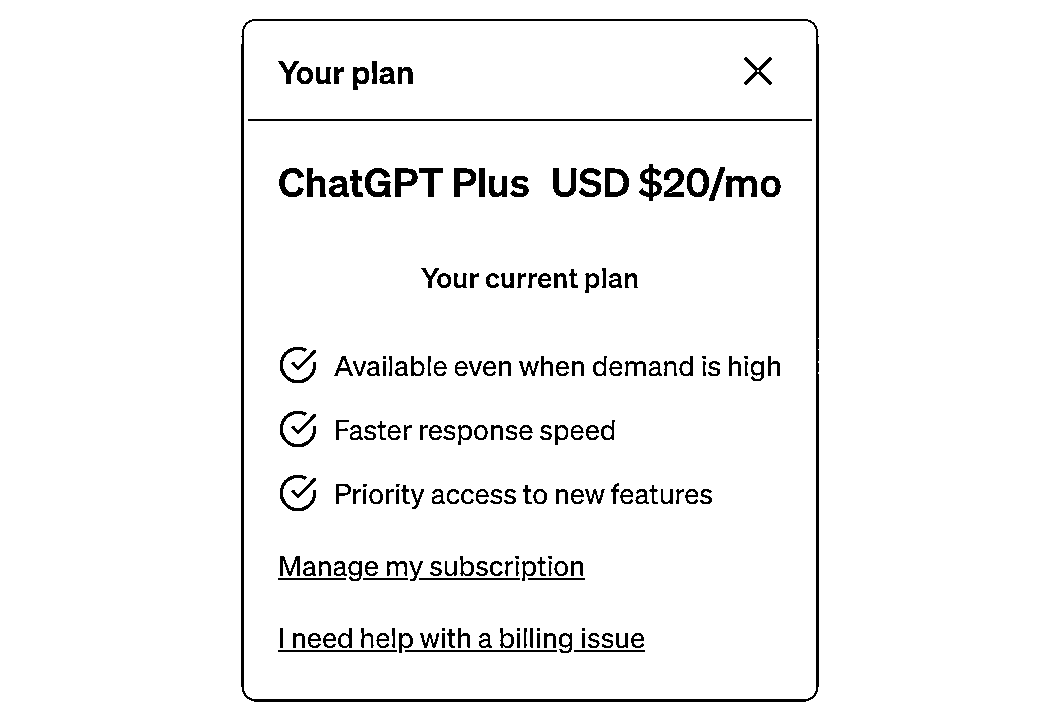 Your plan
ChatGPT Plus USD $20/mo
Your current plan
Available even when demand is high
Faster response speed
Priority access to new features
Manage my subscription
I need help with a billing issue